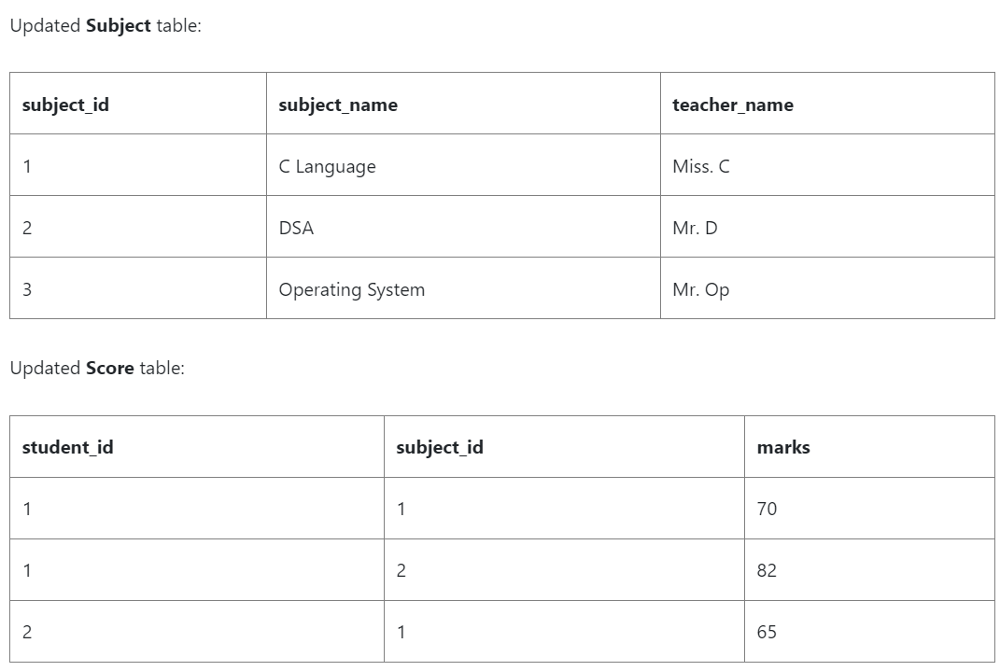 Updated Subject table:
subject_id subject_name teacher_name
1 C Language Miss. C
2 DSA Mr. D
3 Operating System Mr. Op
Updated Score table:
student_id subject_id marks
1 1 70
1 2 82
2 1 65